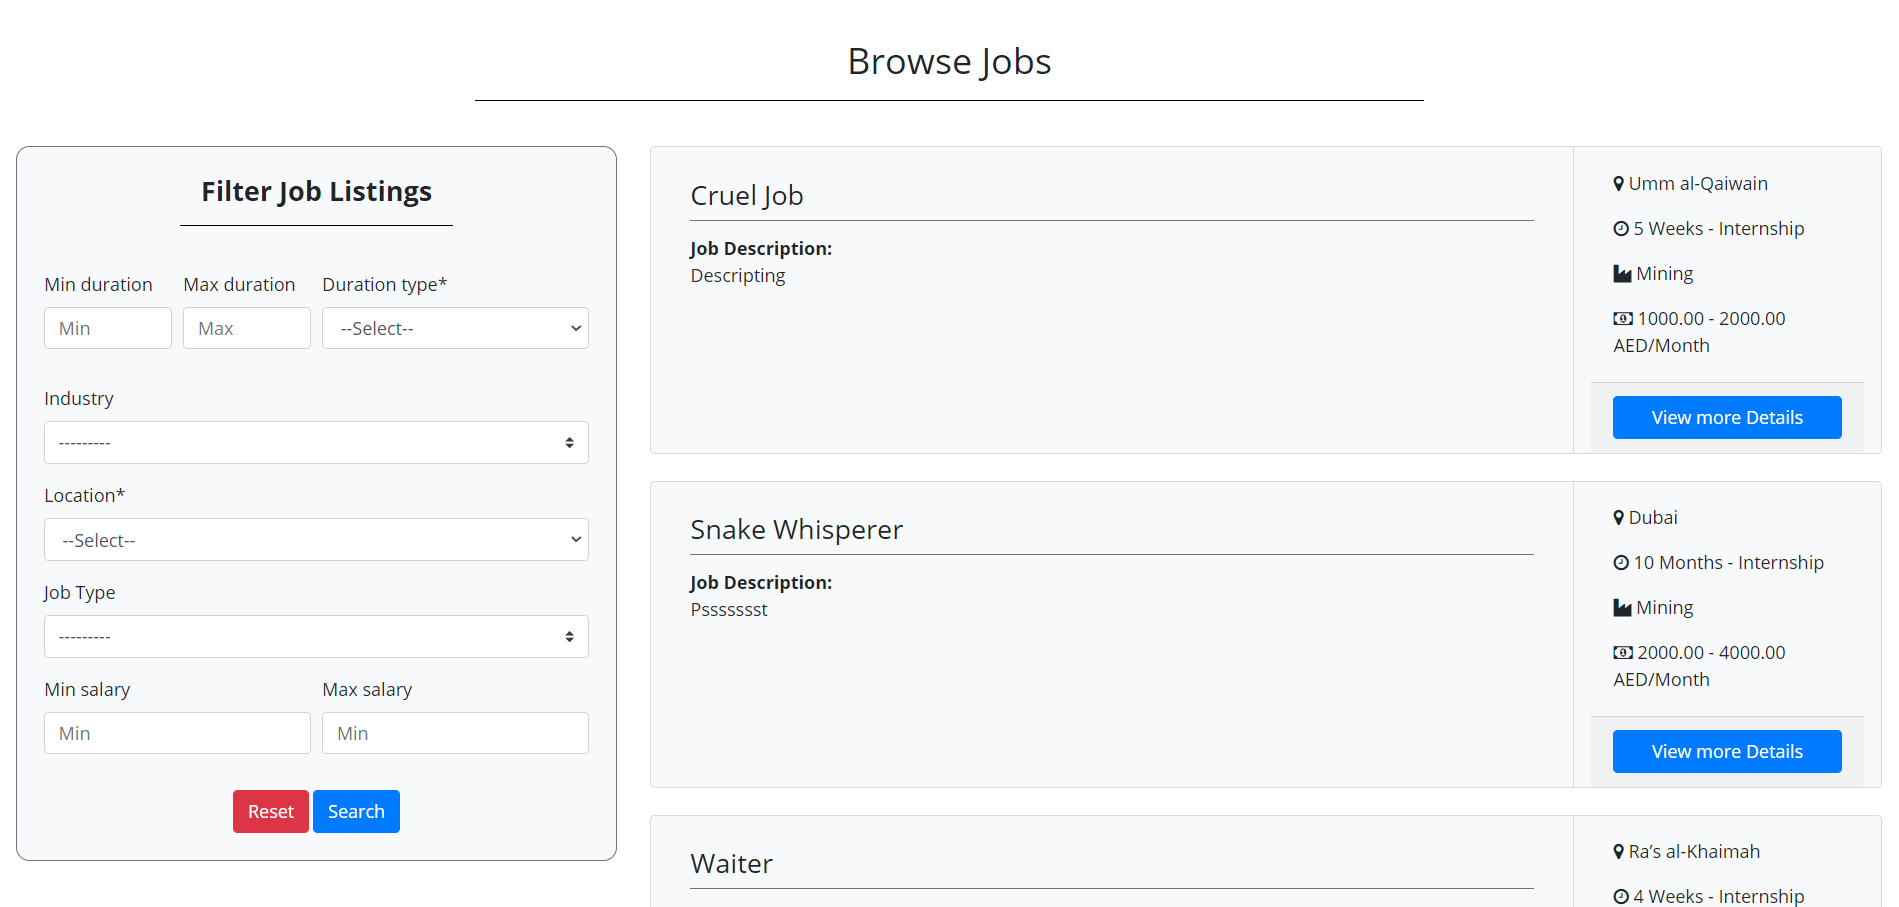 Browse Jobs
Filter Job Listings
Min duration Max duration Duration type*
Min Max --Select--
Industry
---------
Location*
--Select--
Job Type
---------
Min salary Max salary
Min Min
Reset Search
Cruel Job
Job Description:
Descripting
Umm al-Qaiwain
5 Weeks - Internship
Mining
1000.00 - 2000.00
AED/Month
View more Details
Snake Whisperer
Job Description:
Psssssssst
Dubai
10 Months - Internship
Mining
2000.00 - 4000.00
AED/Month
View more Details
Waiter
Ra’s al-Khaimah
4 Weeks - Internship